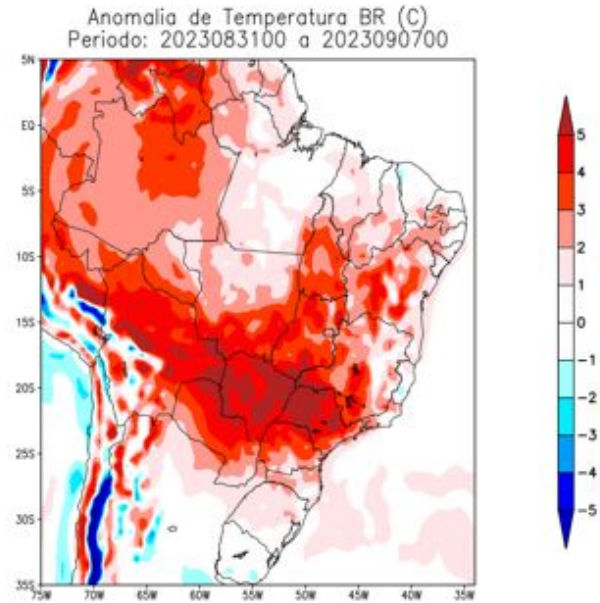 Anomalia de Temperatura BR (C)
Periodo: 2023083100 a 2023090700
5N
EQ
5S
10S
15S
20S
25S
30S
35S
75W 70W 65W 60W 55W 50W 45W 40W 35W
5
4
3
2
1
0
-1
-2
-3
-4
-5